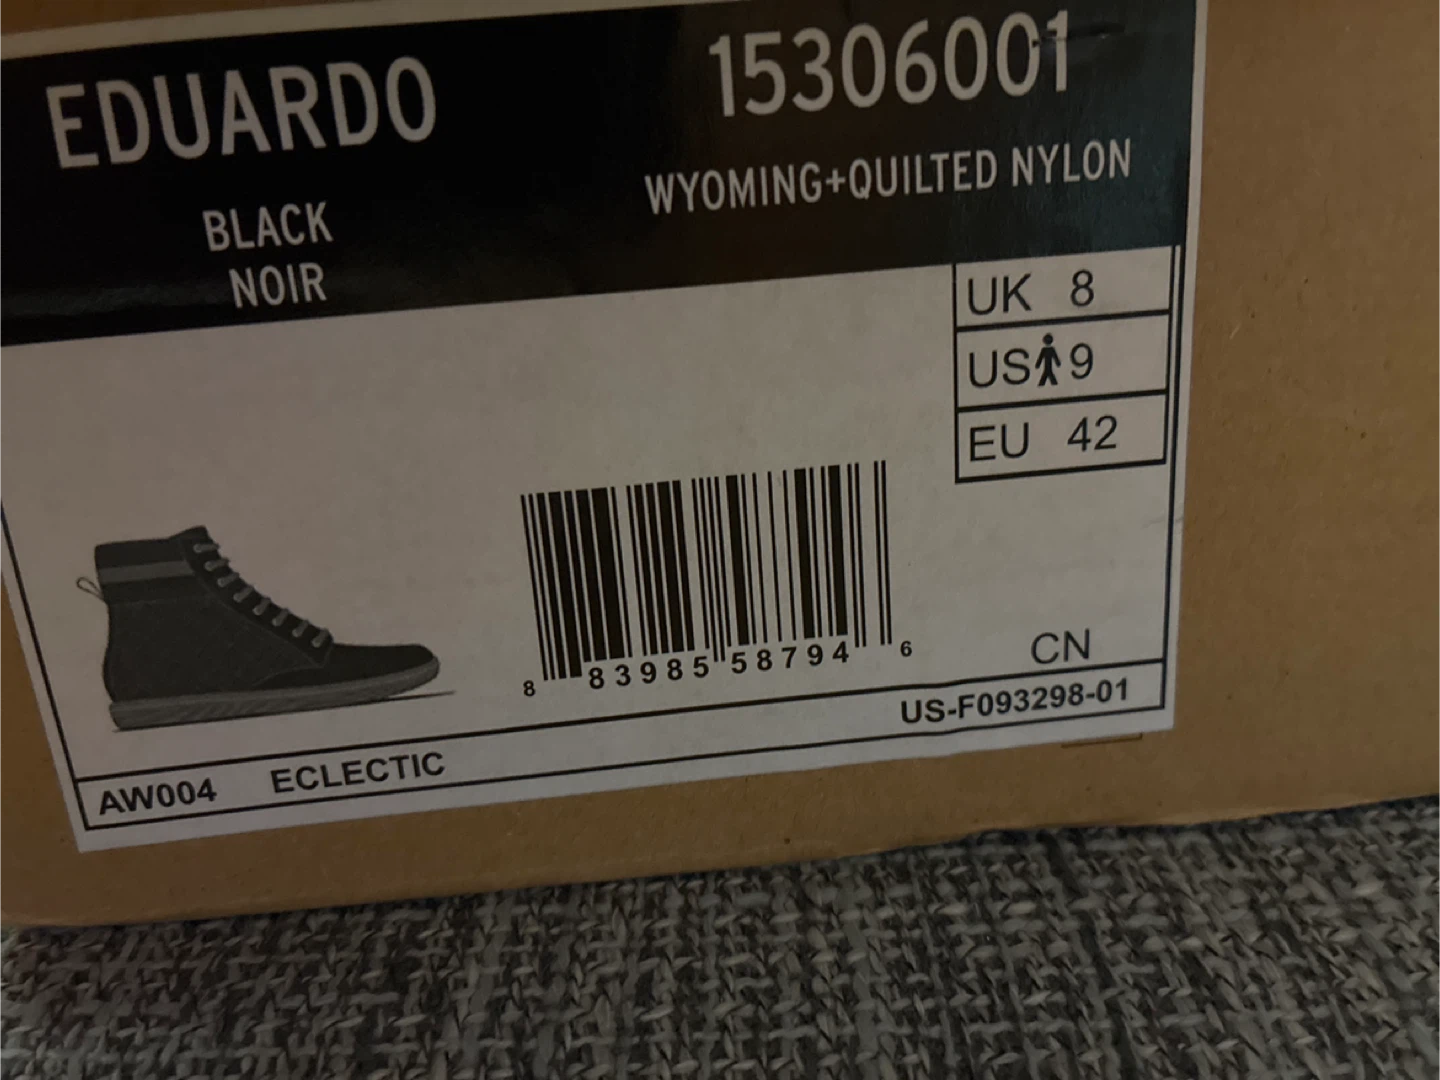 EDUARDO
15306001
BLACK
NOIR
WYOMING+QUILTED NYLON
UK 8
US 9
EU 42
8 83985 58794 6
CN
US-F093298-01
AW004 ECLECTIC